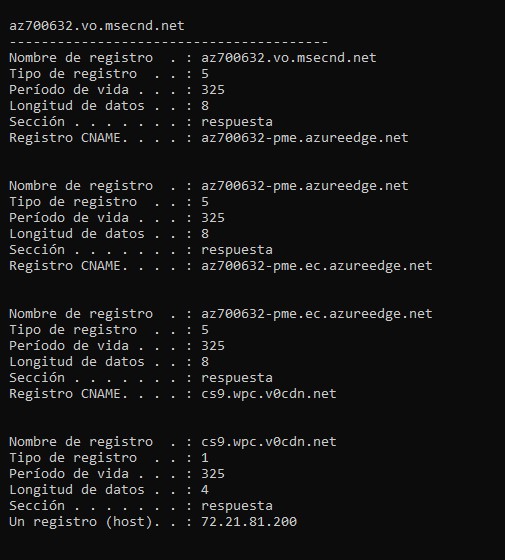 az700632.vo.msecnd.net
----------------------------------------
Nombre de registro  . : az700632.vo.msecnd.net
Tipo de registro  . . : 5
Período de vida . . . : 325
Longitud de datos . . : 8
Sección . . . . . . . : respuesta
Registro CNAME. . . . : az700632-pme.azureedge.net
Nombre de registro  . : az700632-pme.azureedge.net
Tipo de registro  . . : 5
Período de vida . . . : 325
Longitud de datos . . : 8
Sección . . . . . . . : respuesta
Registro CNAME. . . . : az700632-pme.ec.azureedge.net
Nombre de registro  . : az700632-pme.ec.azureedge.net
Tipo de registro  . . : 5
Período de vida . . . : 325
Longitud de datos . . : 8
Sección . . . . . . . : respuesta
Registro CNAME. . . . : cs9.wpc.v0cdn.net
Nombre de registro  . : cs9.wpc.v0cdn.net
Tipo de registro  . . : 1
Período de vida . . . : 325
Longitud de datos . . : 4
Sección . . . . . . . : respuesta
Un registro (host). . : 72.21.81.200